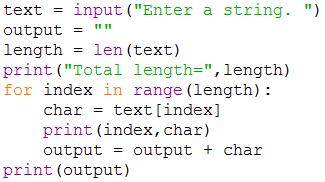 text = input("Enter a string. ")
output = ""
length = len(text)
print("Total length=",length)
for index in range(length):
    char = text[index]
    print(index,char)
    output = output + char
print(output)